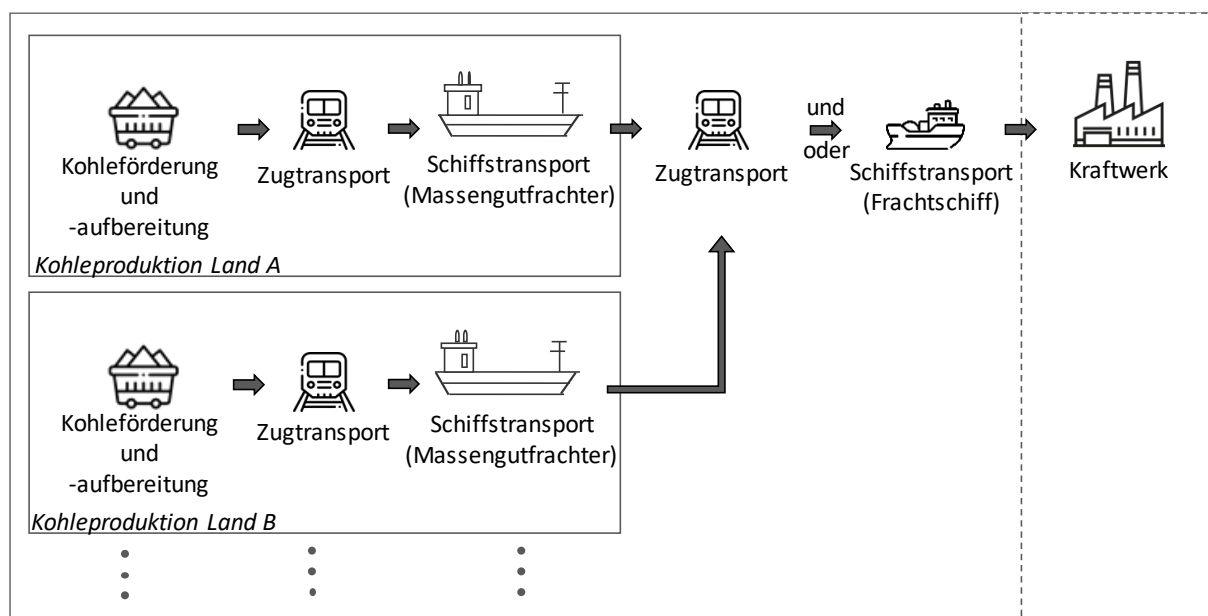 Kohleförderung
und
-aufbereitung
Zugtransport
Schiffstransport
(Massengutfrachter)
Zugtransport
und
oder
Schiffstransport
(Frachtschiff)
Kraftwerk
Kohleproduktion Land A
Kohleförderung
und
-aufbereitung
Zugtransport
Schiffstransport
(Massengutfrachter)
Kohleproduktion Land B